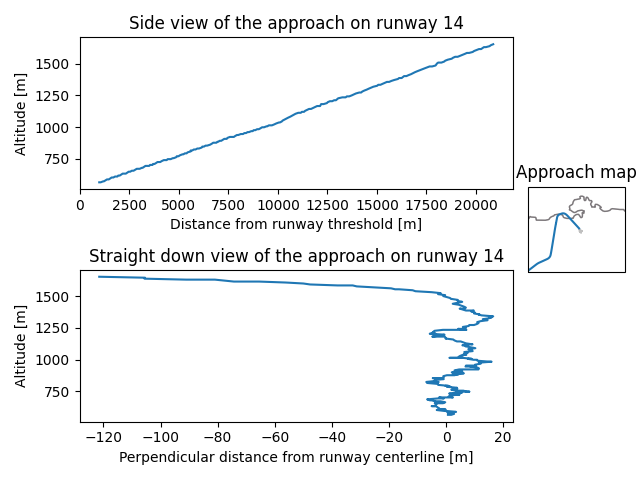 Side view of the approach on runway 14
Altitude [m]
1500
1250
1000
750
0 2500 5000 7500 10000 12500 15000 17500 20000
Distance from runway threshold [m]
Approach map
Straight down view of the approach on runway 14
Altitude [m]
1500
1250
1000
750
−120 −100 −80 −60 −40 −20 0 20
Perpendicular distance from runway centerline [m]